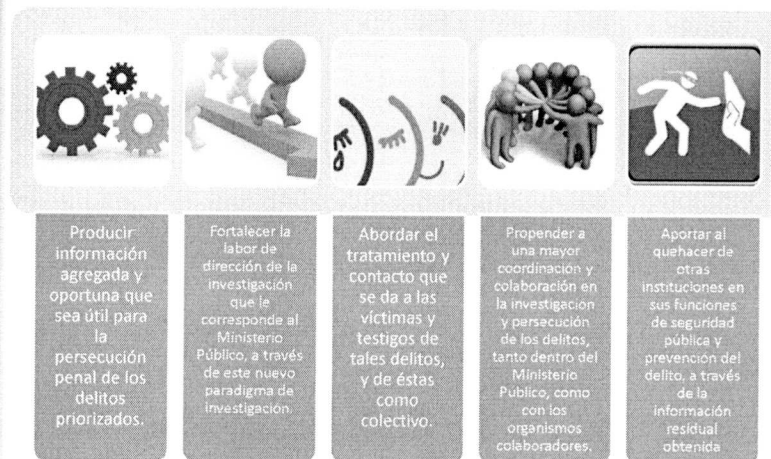 Producir
información
agregada y
oportuna que
sea útil para
la
persecución
penal de los
delitos
priorizados.
Fortalecer la
labor de
dirección de la
investigación
que le
corresponde al
Ministerio
Público, a través
de este nuevo
paradigma de
investigación.
Abordar el
tratamiento y
contacto que
se da a las
víctimas y
testigos de
tales delitos,
y de éstas
como
colectivo.
Propender a
una mayor
coordinación y
colaboración en
la investigación
y persecución
de los delitos,
tanto dentro del
Ministerio
Público, como
con los
organismos
colaboradores.
Aportar al
quehacer de
otras
instituciones en
sus funciones
de seguridad
pública y
prevención del
delito, a través
de la
información
residual
obtenida